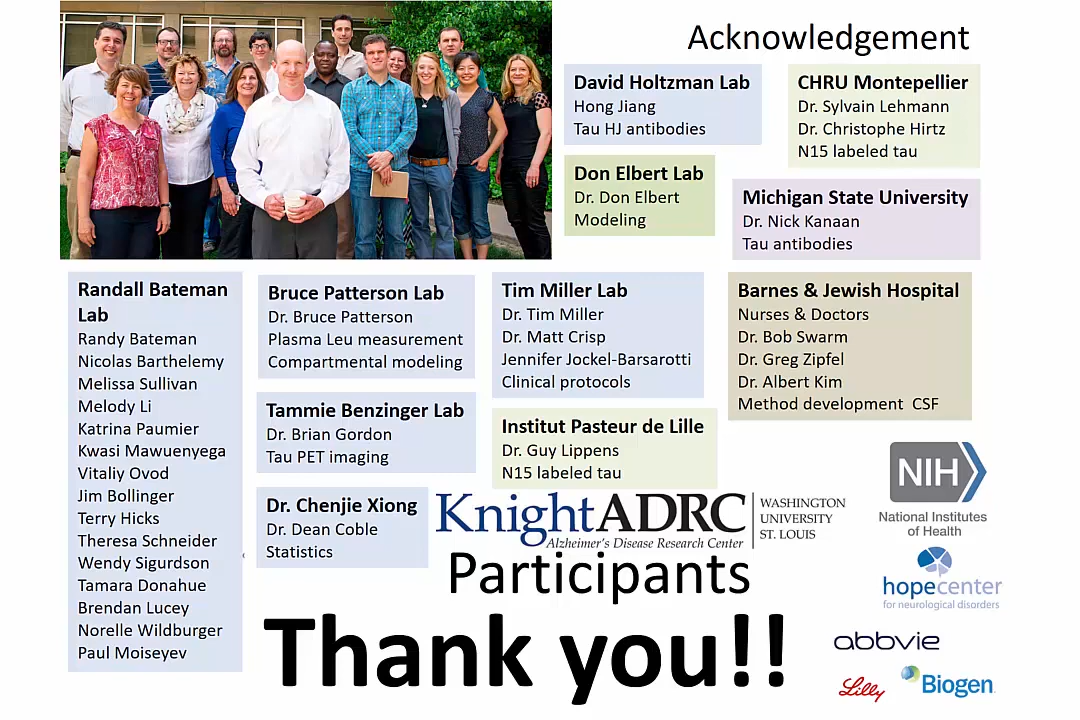 Acknowledgement
David Holtzman Lab
Hong Jiang
Tau HJ antibodies
CHRU Montepellier
Dr. Sylvain Lehmann
Dr. Christophe Hirtz
N15 labeled tau
Don Elbert Lab
Dr. Don Elbert
Modeling
Michigan State University
Dr. Nick Kanaan
Tau antibodies
Randall Bateman
Lab
Randy Bateman
Nicolas Barthelemy
Melissa Sullivan
Melody Li
Katrina Paumier
Kwasi Mawuenyega
Vitaliy Ovod
Jim Bollinger
Terry Hicks
Theresa Schneider
Wendy Sigurdson
Tamara Donahue
Brendan Lucey
Norelle Wildburger
Paul Moiseyev
Bruce Patterson Lab
Dr. Bruce Patterson
Plasma Leu measurement
Compartmental modeling
Tammie Benzinger Lab
Dr. Brian Gordon
Tau PET imaging
Dr. Chenjie Xiong
Dr. Dean Coble
Statistics
Tim Miller Lab
Dr. Tim Miller
Dr. Matt Crisp
Jennifer Jockel-Barsarotti
Clinical protocols
Institut Pasteur de Lille
Dr. Guy Lippens
N15 labeled tau
Barnes & Jewish Hospital
Nurses & Doctors
Dr. Bob Swarm
Dr. Greg Zipfel
Dr. Albert Kim
Method development CSF
KnightADRC
Alzheimer's Disease Research Center
WASHINGTON
UNIVERSITY
ST. LOUIS
Participants
Thank you!!
NIH
National Institutes
of Health
hopecenter
for neurological disorders
abbvie
Lilly
Biogen